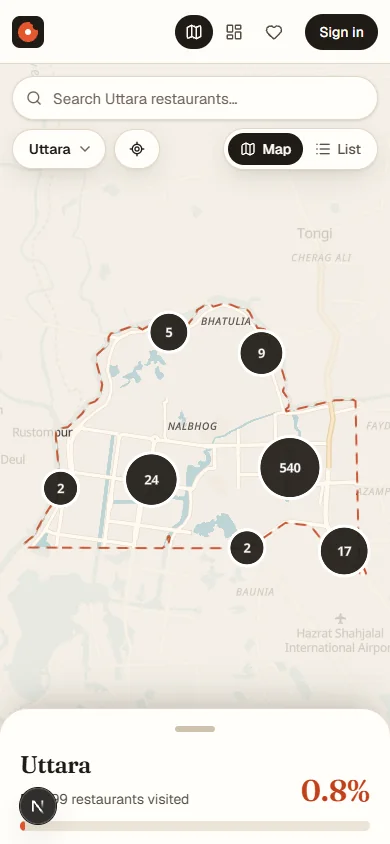 Sign in
Search Uttara restaurants...
Uttara
Map
List
Tongi
CHERAG ALI
BHATULIA
5
9
NALBHOG
Rustompur
Deul
540
24
2
2
17
BAUNIA
Hazrat Shahjalal
International Airpor
Uttara
99 restaurants visited
0.8%
N